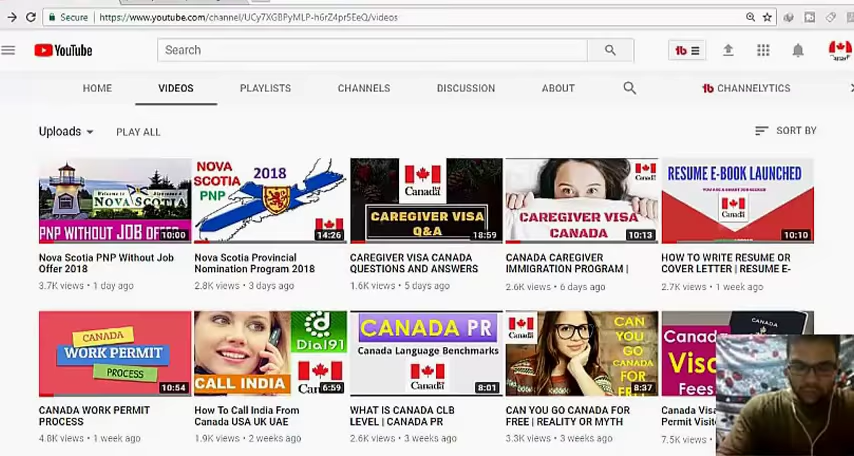 Secure https://www.youtube.com/channel/UCy7XGBPyMLP-h6rZ4pr5EeQ/videos
YouTube
Search
HOME VIDEOS PLAYLISTS CHANNELS DISCUSSION ABOUT CHANNELYTICS
Uploads PLAY ALL SORT BY
NOVA SCOTIA
PNP WITHOUT JOB OFFER
10:00
NOVA SCOTIA PNP
2018
14:26
Canada
CAREGIVER VISA
Q&A
18:59
CAREGIVER VISA
CANADA
10:13
RESUME E-BOOK LAUNCHED
Canada
10:10
Nova Scotia PNP Without Job Offer 2018
3.7K views • 1 day ago
Nova Scotia Provincial Nomination Program 2018
2.8K views • 3 days ago
CAREGIVER VISA CANADA QUESTIONS AND ANSWERS
1.6K views • 5 days ago
CANADA CAREGIVER IMMIGRATION PROGRAM |
2.6K views • 6 days ago
HOW TO WRITE RESUME OR COVER LETTER | RESUME E-
2.7K views • 1 week ago
CANADA
WORK PERMIT
PROCESS
10:54
Dial91
CALL INDIA
6:59
CANADA PR
Canada Language Benchmarks
Canada
8:01
CAN YOU GO CANADA FOR
8:37
Canada
Visa
Fees
CANADA WORK PERMIT PROCESS
4.8K views • 1 week ago
How To Call India From Canada USA UK UAE
1.9K views • 2 weeks ago
WHAT IS CANADA CLB LEVEL | CANADA PR
2.6K views • 3 weeks ago
CAN YOU GO CANADA FOR FREE | REALITY OR MYTH
3.3K views • 3 weeks ago
Canada
Permit
7.5K views